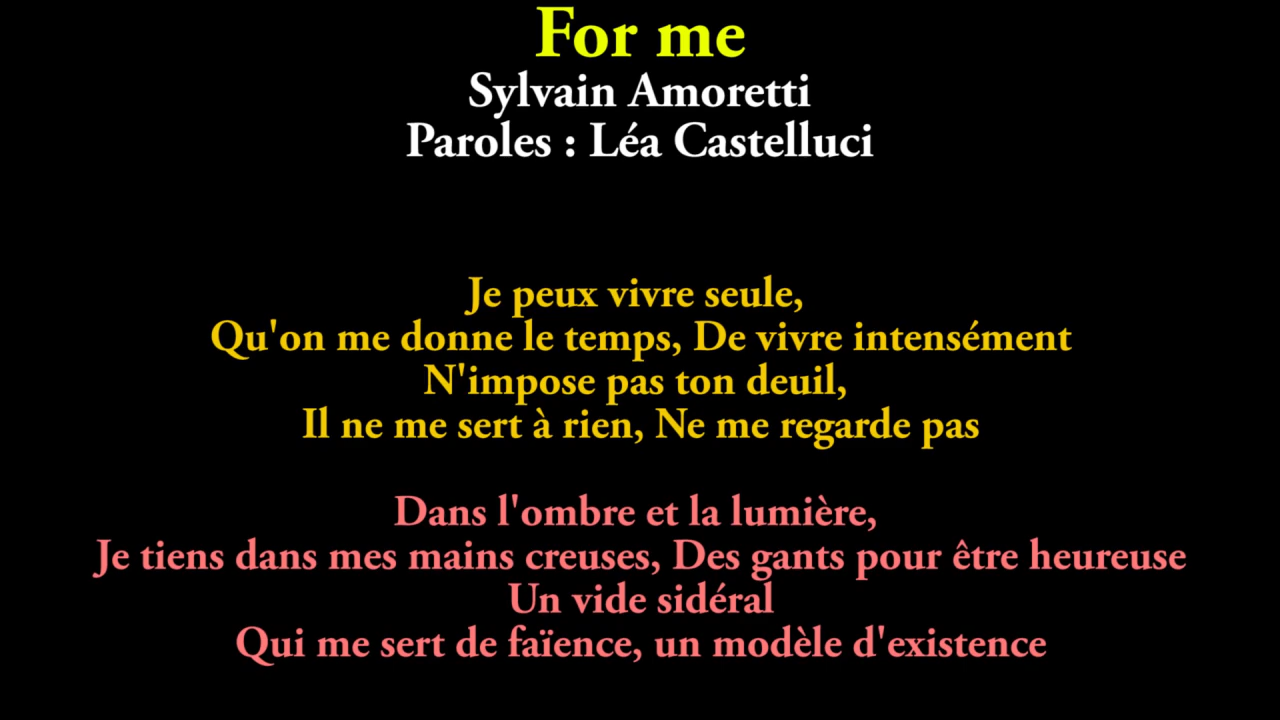 For me
Sylvain Amoretti
Paroles : Léa Castelluci
Je peux vivre seule,
Qu'on me donne le temps, De vivre intensément
N'impose pas ton deuil,
Il ne me sert à rien, Ne me regarde pas
Dans l'ombre et la lumière,
Je tiens dans mes mains creuses, Des gants pour être heureuse
Un vide sidéral
Qui me sert de faïence, un modèle d'existence